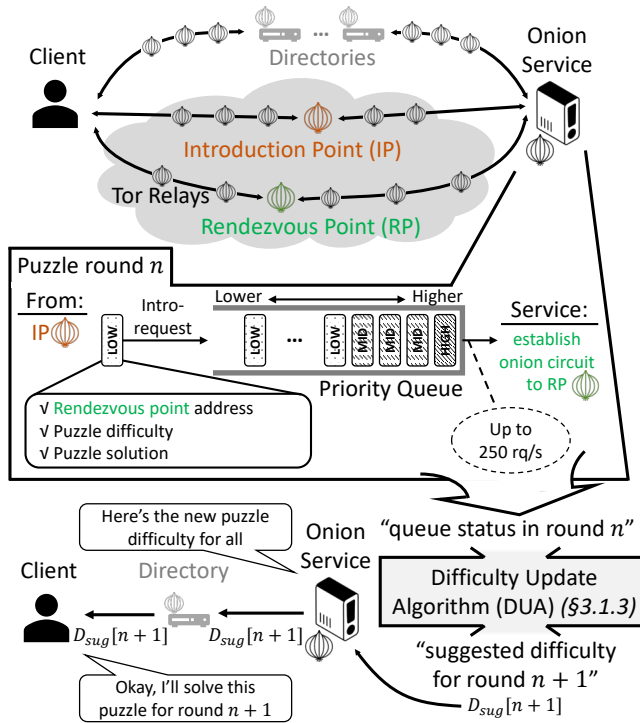 Client
...
Directories
Onion
Service
Introduction Point (IP)
Tor Relays
Rendezvous Point (RP)
Puzzle round n
From:
IP
LOW
Intro-
request
Lower
Higher
LOW
...
LOW
MID
MID
MID
HIGH
Priority Queue
Service:
establish
onion circuit
to RP
√ Rendezvous point address
√ Puzzle difficulty
√ Puzzle solution
Up to
250 rq/s
Here's the new puzzle
difficulty for all
Onion
Service
“queue status in round n”
Client
Directory
Difficulty Update
Algorithm (DUA) (§3.1.3)
D_sug[n + 1]
D_sug[n + 1]
“suggested difficulty
for round n + 1”
D_sug[n + 1]
Okay, I'll solve this
puzzle for round n + 1